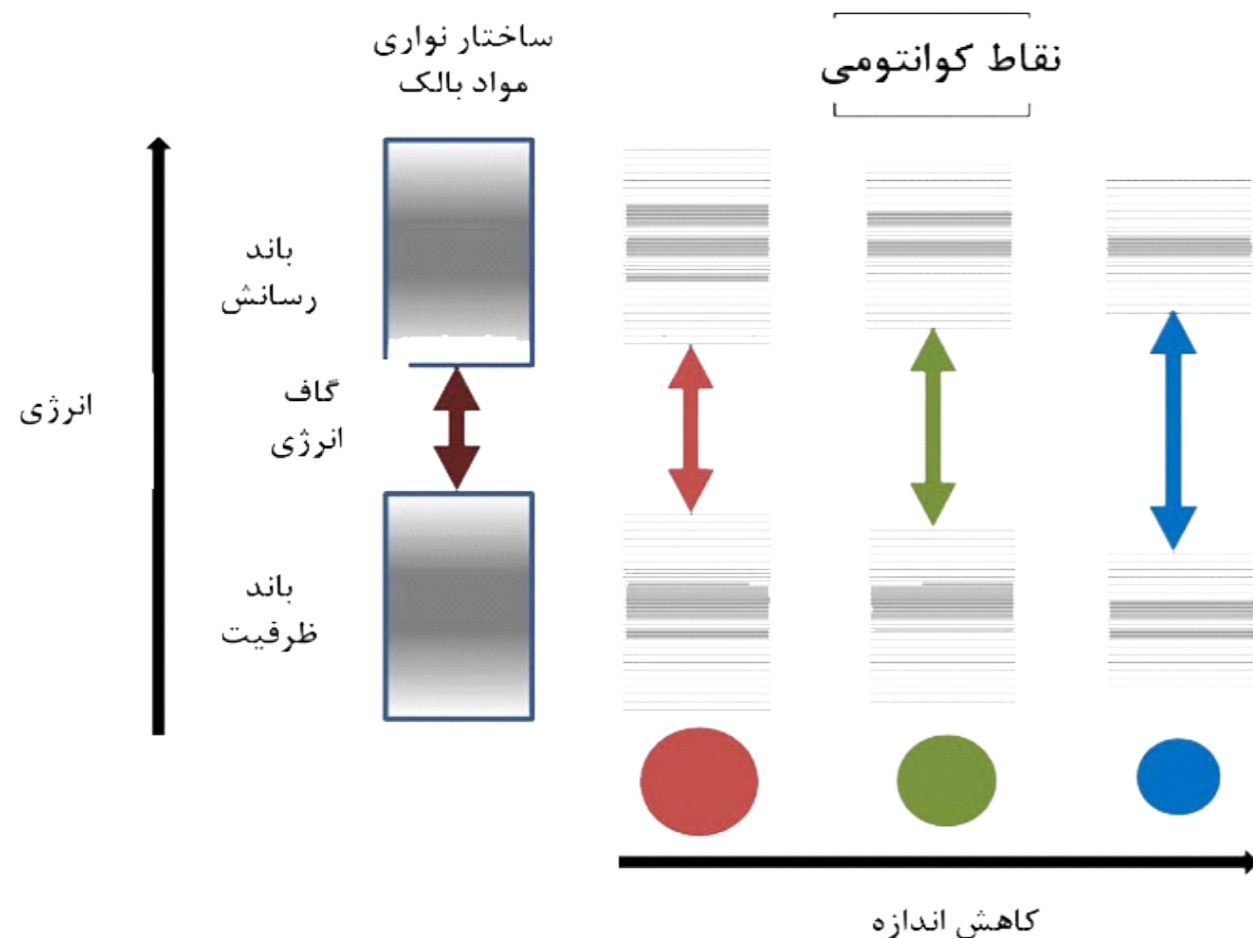 نقاط کوانتومی
ساختار نواری
مواد بالک
باند
رسانش
گاف
انرژی
انرژی
باند
ظرفیت
کاهش اندازه